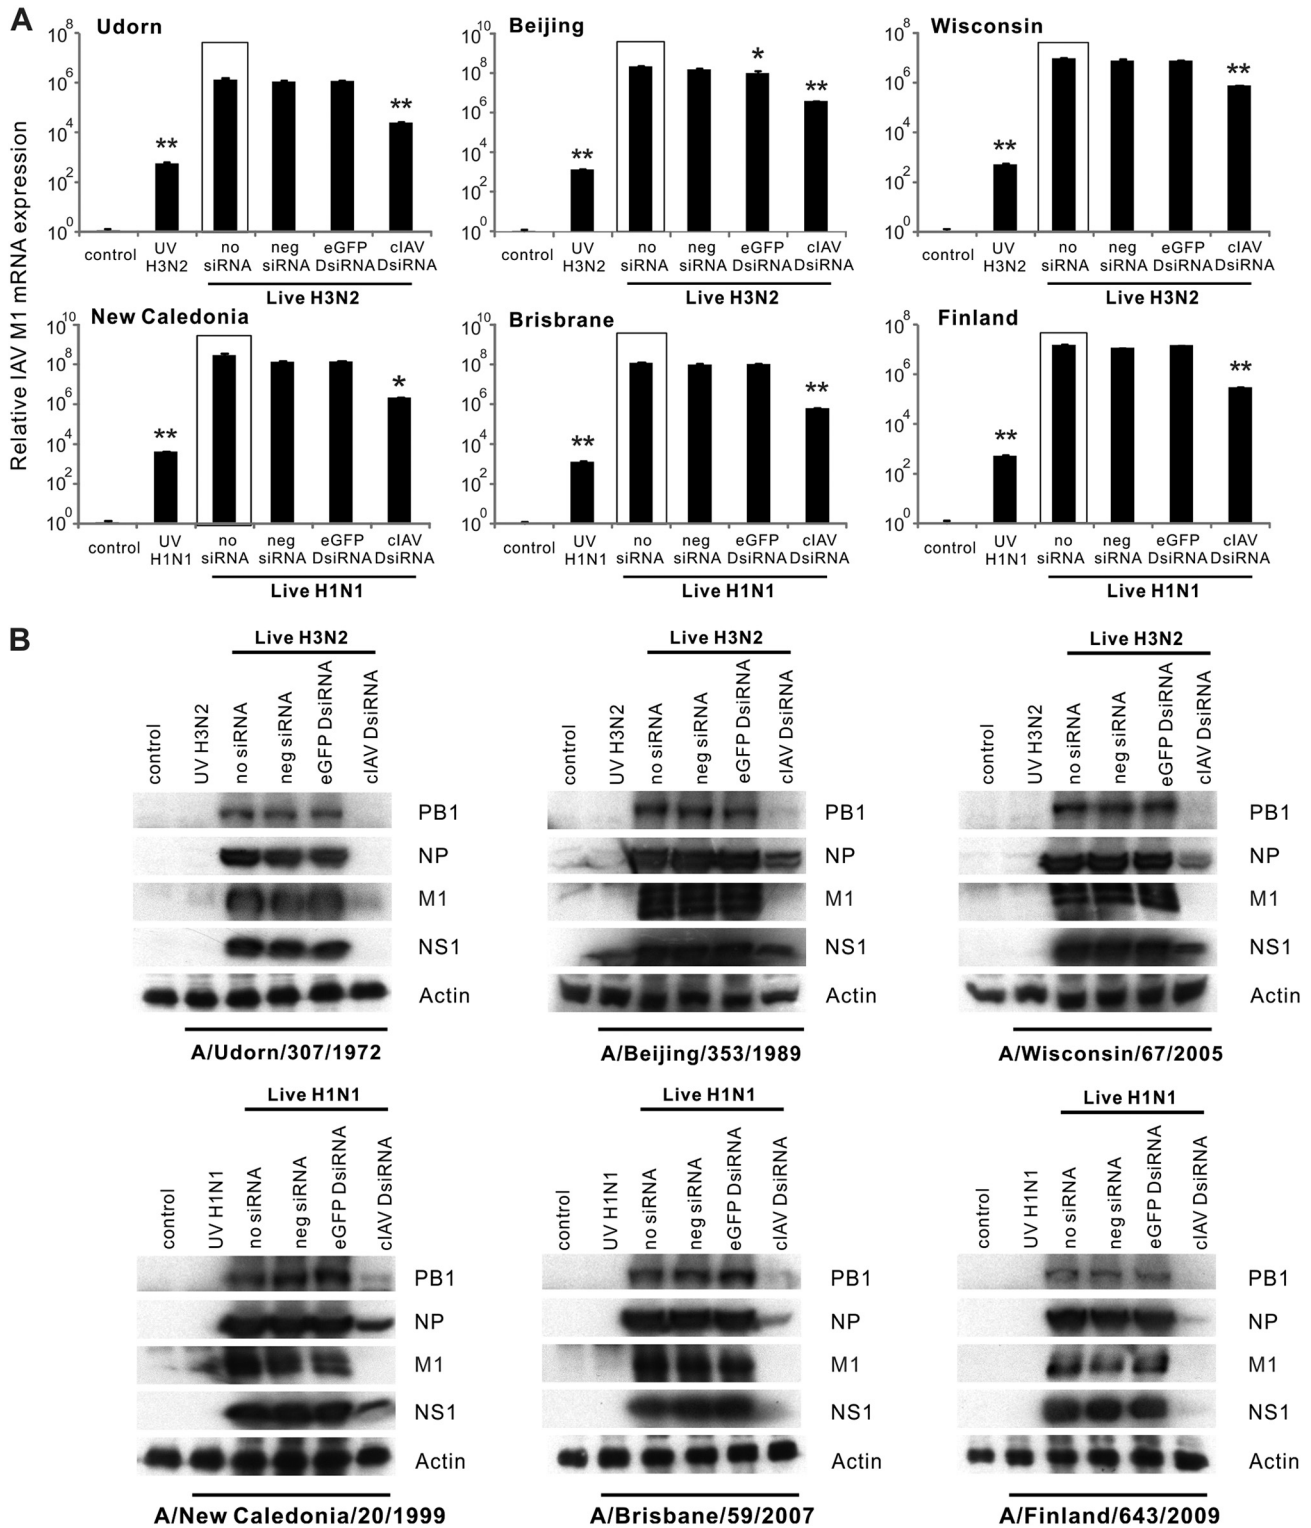 A
Relative IAV M1 mRNA expression
Udorn
10^8
10^6
10^4
10^2
10^0
**
**
control
UV H3N2
no siRNA
neg siRNA
eGFP DsiRNA
cIAV DsiRNA
Live H3N2
Beijing
10^10
10^8
10^6
10^4
10^2
10^0
**
*
**
control
UV H3N2
no siRNA
neg siRNA
eGFP DsiRNA
cIAV DsiRNA
Live H3N2
Wisconsin
10^8
10^6
10^4
10^2
10^0
**
**
control
UV H3N2
no siRNA
neg siRNA
eGFP DsiRNA
cIAV DsiRNA
Live H3N2
New Caledonia
10^10
10^8
10^6
10^4
10^2
10^0
**
*
control
UV H1N1
no siRNA
neg siRNA
eGFP DsiRNA
cIAV DsiRNA
Live H1N1
Brisbrane
10^10
10^8
10^6
10^4
10^2
10^0
**
**
control
UV H1N1
no siRNA
neg siRNA
eGFP DsiRNA
cIAV DsiRNA
Live H1N1
Finland
10^8
10^6
10^4
10^2
10^0
**
**
control
UV H1N1
no siRNA
neg siRNA
eGFP DsiRNA
cIAV DsiRNA
Live H1N1
B
Live H3N2
control
UV H3N2
no siRNA
neg siRNA
eGFP DsiRNA
cIAV DsiRNA
PB1
NP
M1
NS1
Actin
A/Udorn/307/1972
Live H3N2
control
UV H3N2
no siRNA
neg siRNA
eGFP DsiRNA
cIAV DsiRNA
PB1
NP
M1
NS1
Actin
A/Beijing/353/1989
Live H3N2
control
UV H3N2
no siRNA
neg siRNA
eGFP DsiRNA
cIAV DsiRNA
PB1
NP
M1
NS1
Actin
A/Wisconsin/67/2005
Live H1N1
control
UV H1N1
no siRNA
neg siRNA
eGFP DsiRNA
cIAV DsiRNA
PB1
NP
M1
NS1
Actin
A/New Caledonia/20/1999
Live H1N1
control
UV H1N1
no siRNA
neg siRNA
eGFP DsiRNA
cIAV DsiRNA
PB1
NP
M1
NS1
Actin
A/Brisbane/59/2007
Live H1N1
control
UV H1N1
no siRNA
neg siRNA
eGFP DsiRNA
cIAV DsiRNA
PB1
NP
M1
NS1
Actin
A/Finland/643/2009